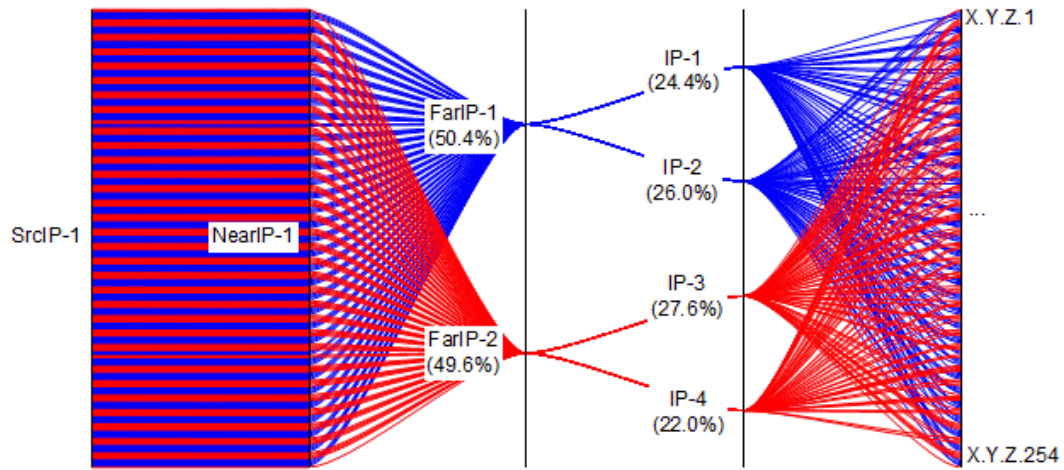 SrcIP-1
NearIP-1
FarIP-1
(50.4%)
FarIP-2
(49.6%)
IP-1
(24.4%)
IP-2
(26.0%)
IP-3
(27.6%)
IP-4
(22.0%)
X.Y.Z.1
...
X.Y.Z.254